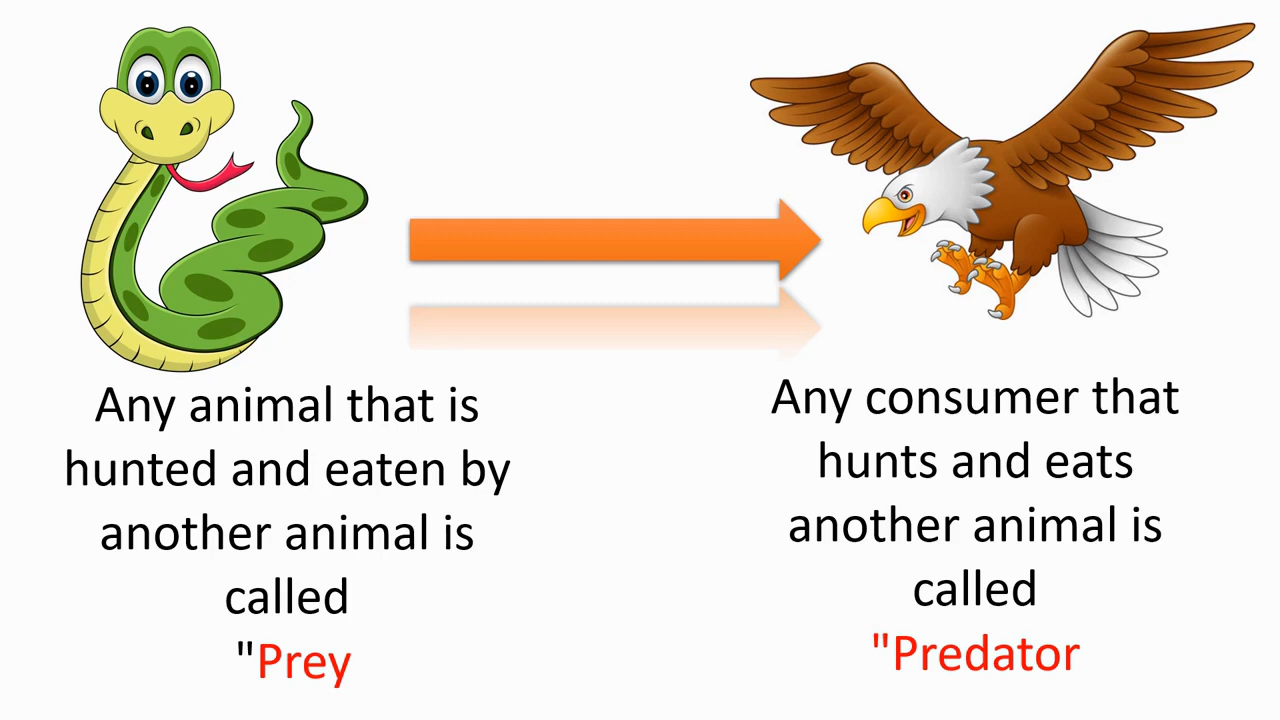 Any animal that is
hunted and eaten by
another animal is
called
"Prey
Any consumer that
hunts and eats
another animal is
called
"Predator